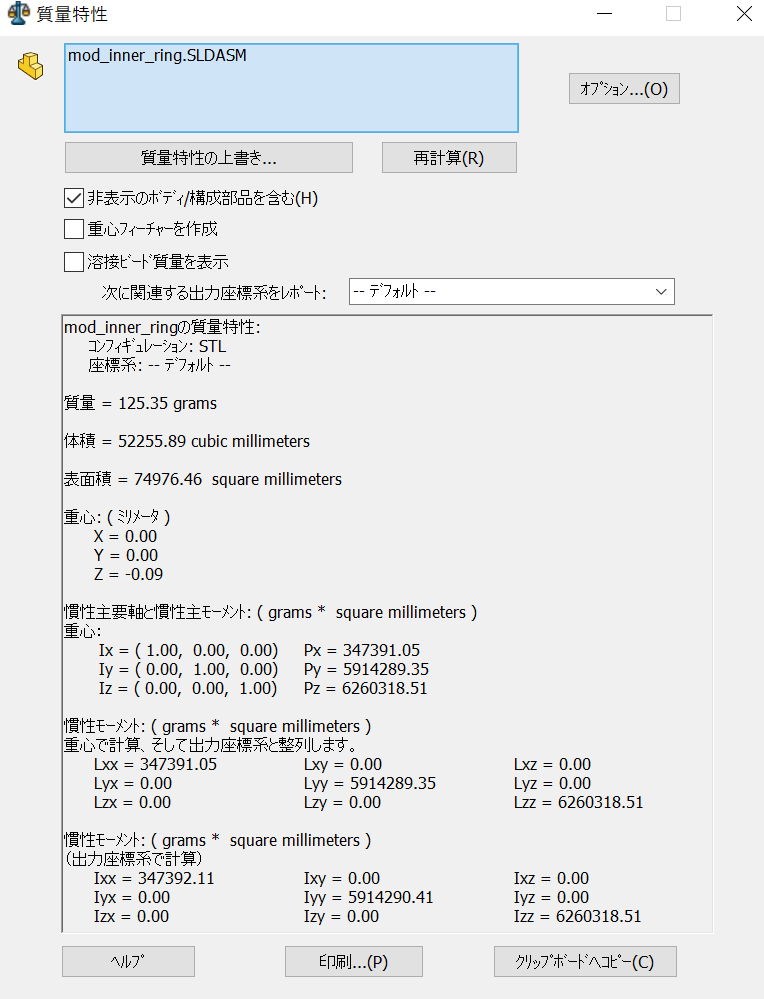 質量特性
mod_inner_ring.SLDASM
ｵﾌﾟｼｮﾝ...(O)
質量特性の上書き...
再計算(R)
非表示のﾎﾞﾃﾞｨ/構成部品を含む(H)
重心ﾌｨｰﾁｬｰを作成
溶接ﾋﾞｰﾄﾞ質量を表示
次に関連する出力座標系をﾚﾎﾟｰﾄ:
-- ﾃﾞﾌｫﾙﾄ --
mod_inner_ringの質量特性:
ｺﾝﾌｨｷﾞｭﾚｰｼｮﾝ: STL
座標系: -- ﾃﾞﾌｫﾙﾄ --
質量 = 125.35 grams
体積 = 52255.89 cubic millimeters
表面積 = 74976.46  square millimeters
重心: ( ﾐﾘﾒｰﾀ )
X = 0.00
Y = 0.00
Z = -0.09
慣性主要軸と慣性主ﾓｰﾒﾝﾄ: ( grams *  square millimeters )
重心:
Ix = ( 1.00,  0.00,  0.00) Px = 347391.05
Iy = ( 0.00,  1.00,  0.00) Py = 5914289.35
Iz = ( 0.00,  0.00,  1.00) Pz = 6260318.51
慣性ﾓｰﾒﾝﾄ: ( grams *  square millimeters )
重心で計算、そして出力座標系と整列します。
Lxx = 347391.05 Lxy = 0.00 Lxz = 0.00
Lyx = 0.00 Lyy = 5914289.35 Lyz = 0.00
Lzx = 0.00 Lzy = 0.00 Lzz = 6260318.51
慣性ﾓｰﾒﾝﾄ: ( grams *  square millimeters )
（出力座標系で計算）
Ixx = 347392.11 Ixy = 0.00 Ixz = 0.00
Iyx = 0.00 Iyy = 5914290.41 Iyz = 0.00
Izx = 0.00 Izy = 0.00 Izz = 6260318.51
ﾍﾙﾌﾟ
印刷...(P)
ｸﾘｯﾌﾟﾎﾞｰﾄﾞへｺﾋﾟｰ(C)